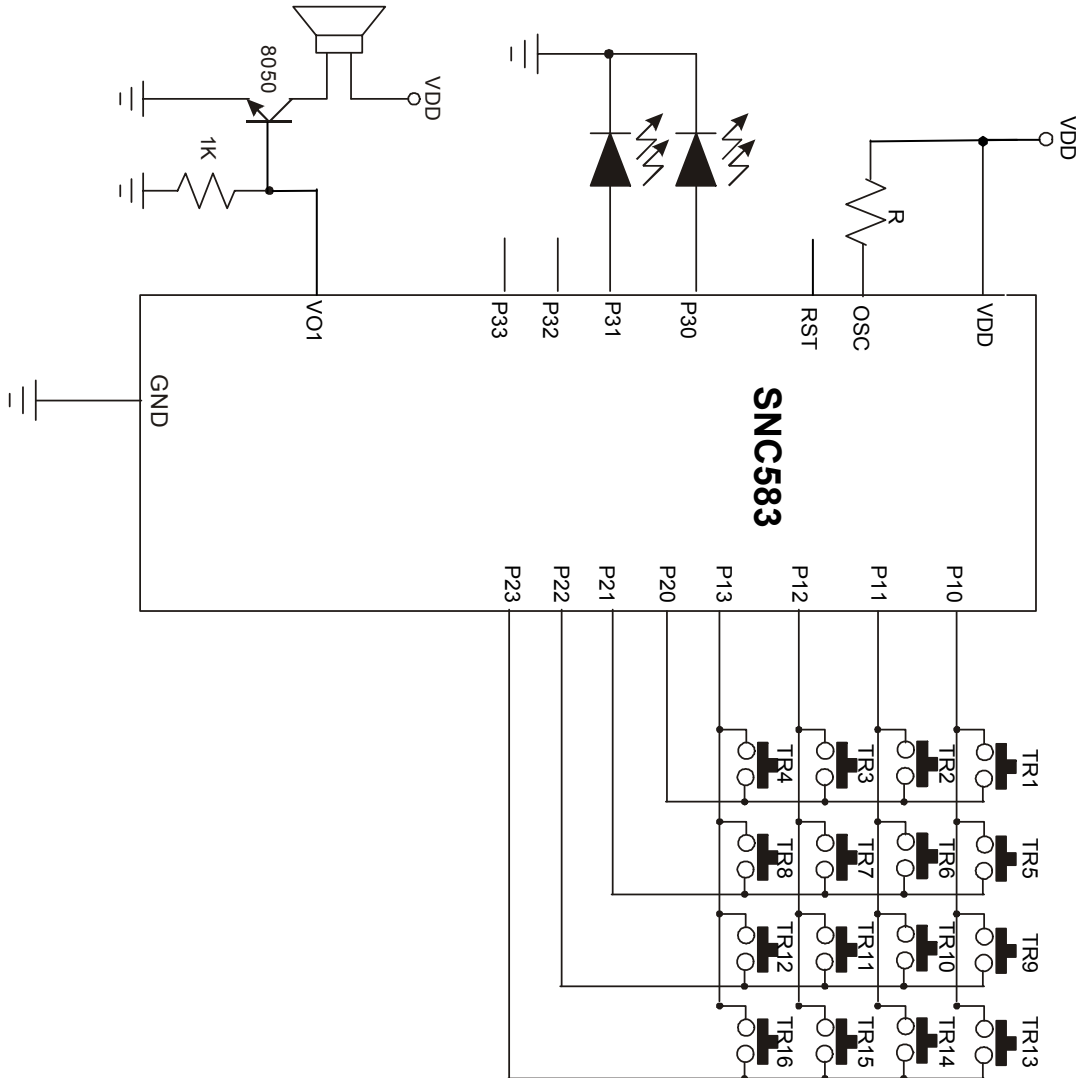 VDD
8050
1K
VDD
R
VO1
P33
P32
P31
P30
RST
OSC
VDD
GND
SNC583
P23
P22
P21
P20
P13
P12
P11
P10
TR4
TR3
TR2
TR1
TR8
TR7
TR6
TR5
TR12
TR11
TR10
TR9
TR16
TR15
TR14
TR13